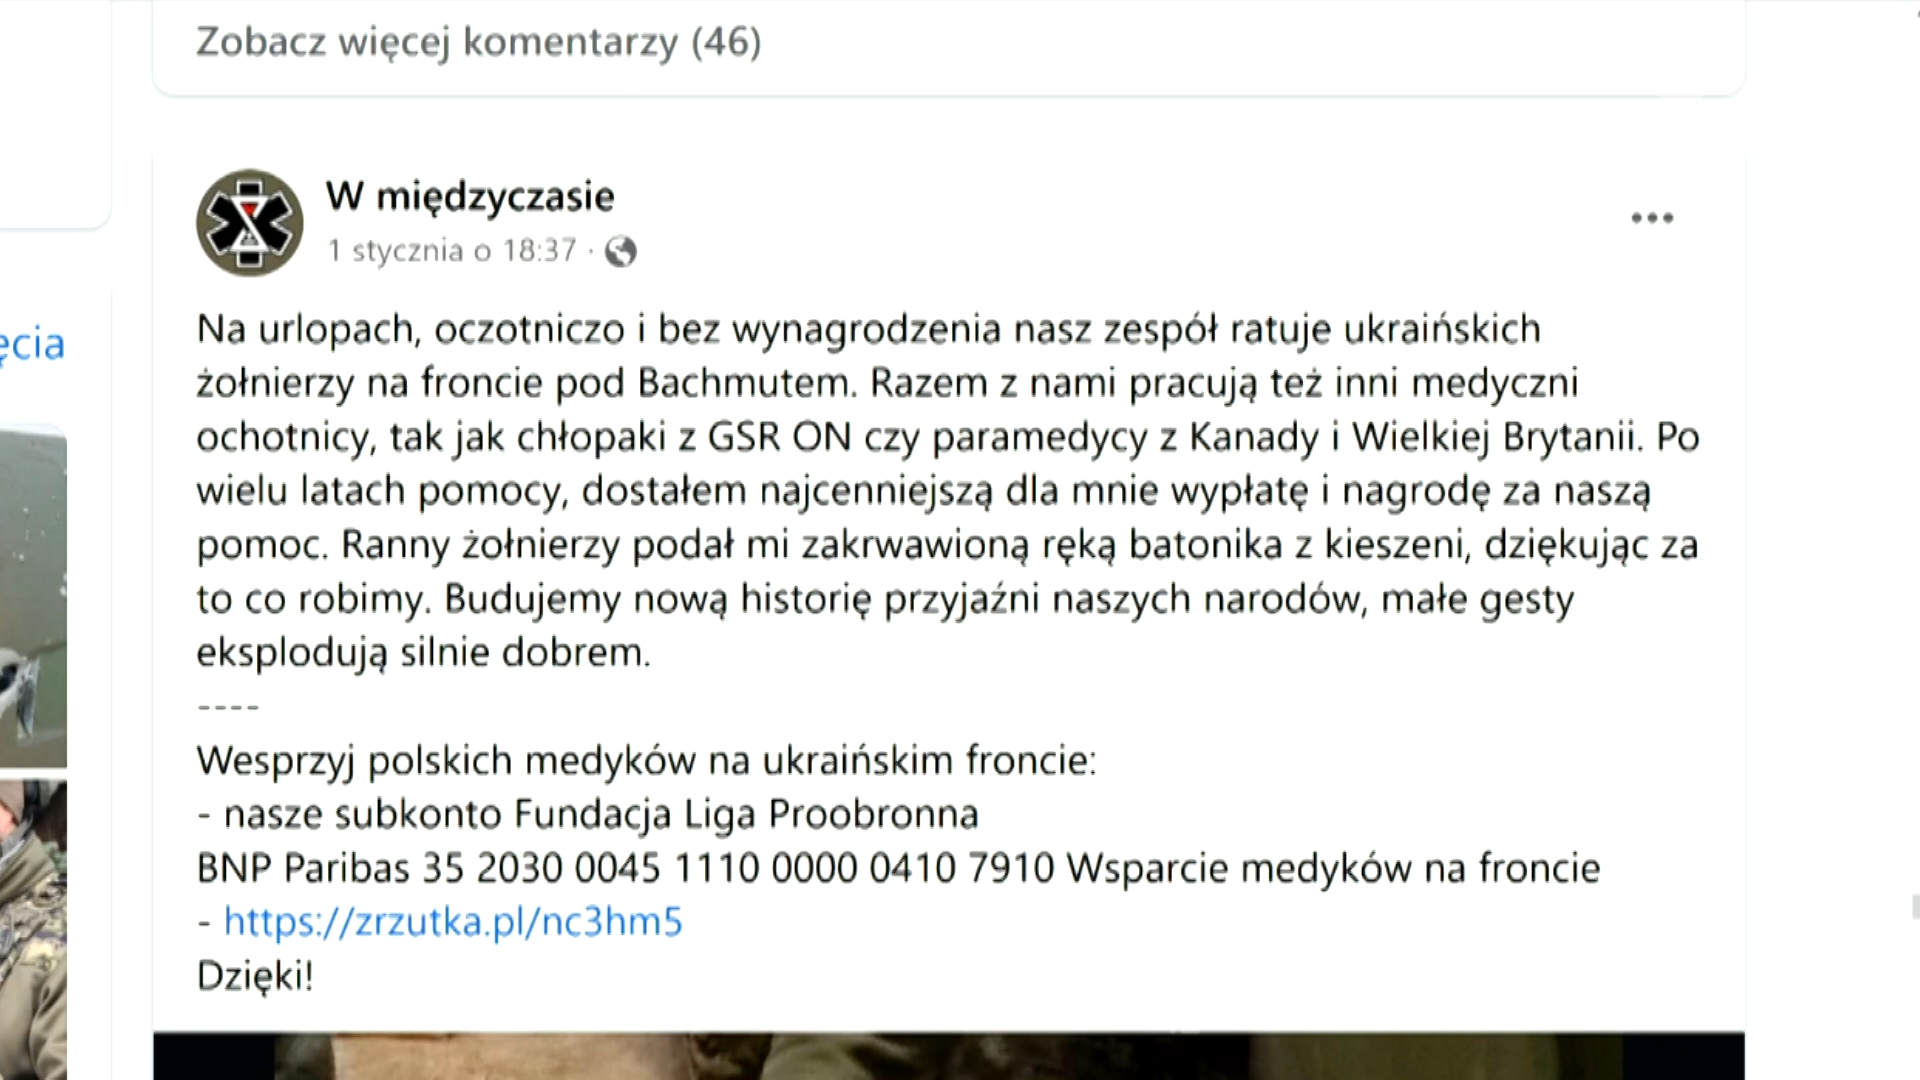 Zobacz więcej komentarzy (46)
W międzyczasie
1 stycznia o 18:37 ·
ęcia
Na urlopach, oczotniczo i bez wynagrodzenia nasz zespół ratuje ukraińskich
żołnierzy na froncie pod Bachmutem. Razem z nami pracują też inni medyczni
ochotnicy, tak jak chłopaki z GSR ON czy paramedycy z Kanady i Wielkiej Brytanii. Po
wielu latach pomocy, dostałem najcenniejszą dla mnie wypłatę i nagrodę za naszą
pomoc. Ranny żołnierzy podał mi zakrwawioną ręką batonika z kieszeni, dziękując za
to co robimy. Budujemy nową historię przyjaźni naszych narodów, małe gesty
eksplodują silnie dobrem.
----
Wesprzyj polskich medyków na ukraińskim froncie:
- nasze subkonto Fundacja Liga Proobronna
BNP Paribas 35 2030 0045 1110 0000 0410 7910 Wsparcie medyków na froncie
- https://zrzutka.pl/nc3hm5
Dzięki!